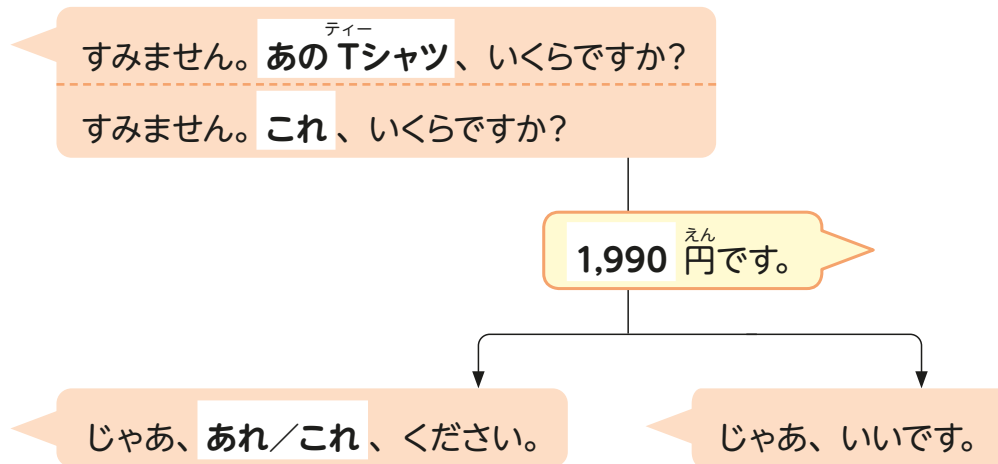 ティー
すみません。あの Tシャツ、いくらですか?
すみません。これ、いくらですか?
えん
1,990 円です。
じゃあ、あれ/これ、ください。
じゃあ、いいです。